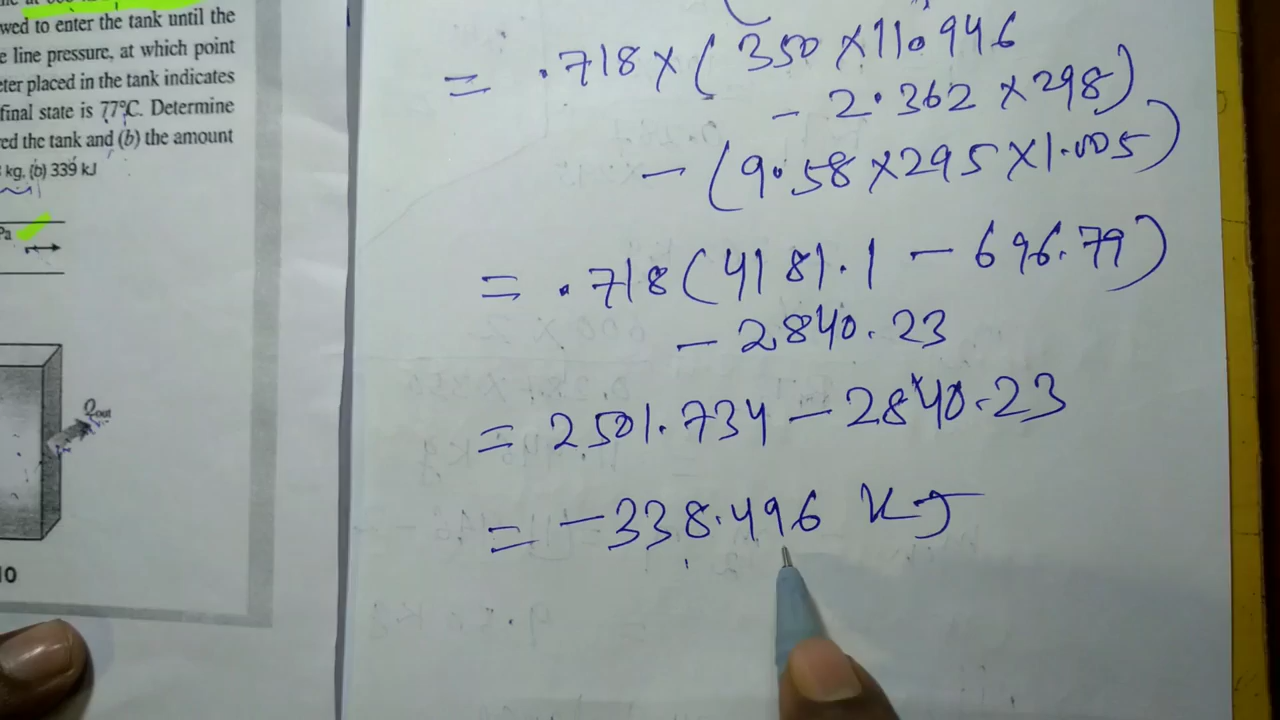 wed to enter the tank until the
e line pressure, at which point
eter placed in the tank indicates
final state is 77°C. Determine
ed the tank and (b) the amount
kg, (b) 339 kJ
Pa
Qout
10
= .718 × ( 350 × 11.946
- 2.362 × 298)
- (9.58 × 295 × 1.005)
= .718 (4181.1 - 696.79)
- 2840.23
= 2501.734 - 2840.23
= -338.496 KJ